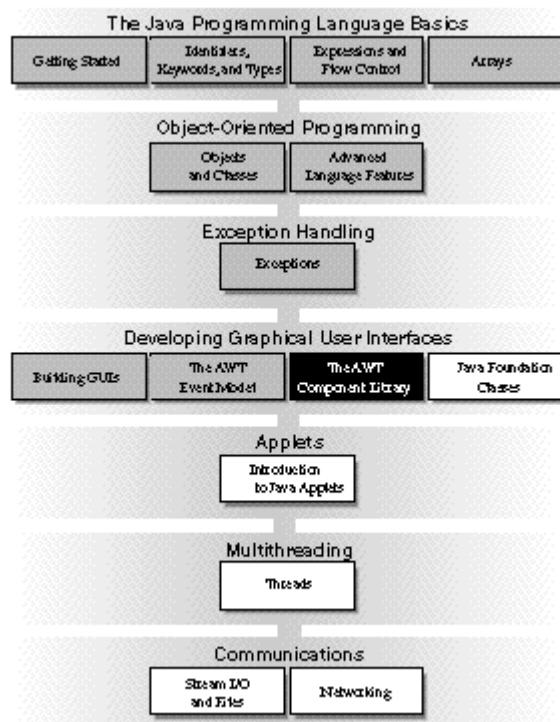 The Java Programming Language Basics
Getting Started
Identifiers,
Keywords, and Types
Expressions and
Flow Control
Arrays
Object-Oriented Programming
Objects
and Classes
Advanced
Language Features
Exception Handling
Exceptions
Developing Graphical User Interfaces
Building GUIs
The AWT
Event Model
The AWT
Component Library
Java Foundation
Classes
Applets
Introduction
to Java Applets
Multithreading
Threads
Communications
Stream I/O
and Files
Networking